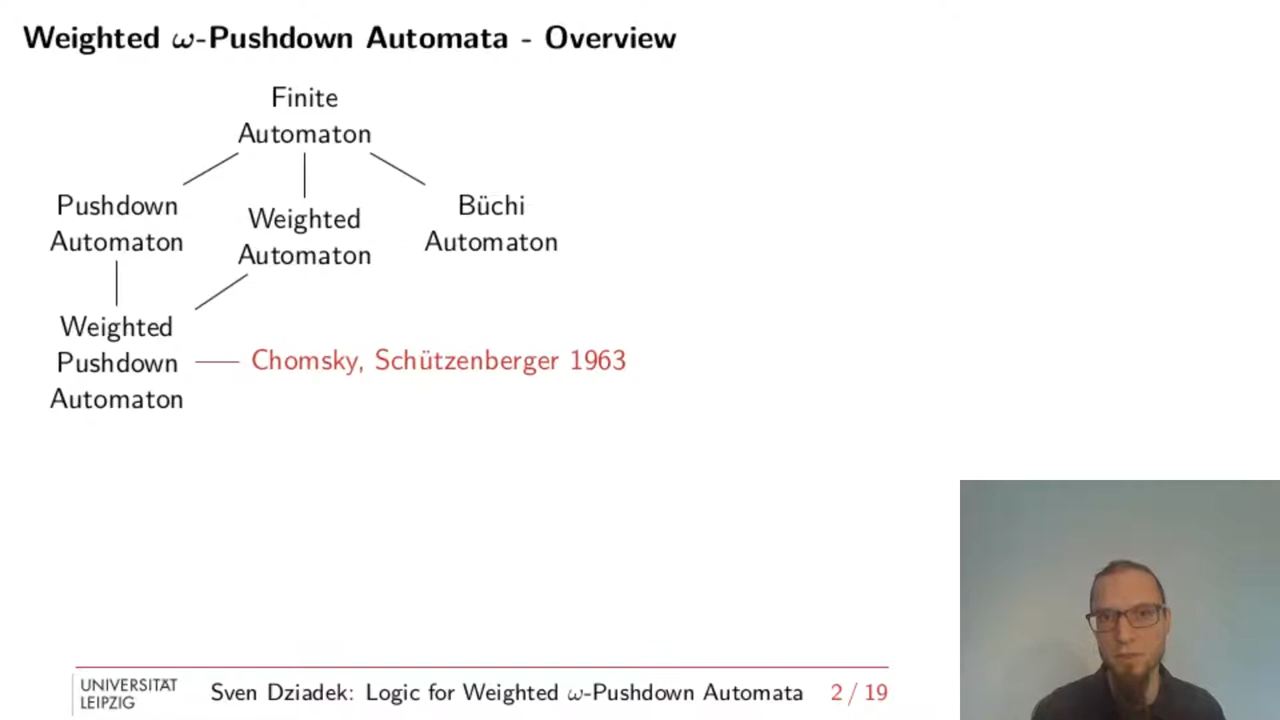 Weighted ω-Pushdown Automata - Overview
Finite
Automaton
Pushdown
Automaton
Weighted
Automaton
Büchi
Automaton
Weighted
Pushdown
Automaton
Chomsky, Schützenberger 1963
UNIVERSITÄT
LEIPZIG
Sven Dziadek: Logic for Weighted ω-Pushdown Automata
2 / 19